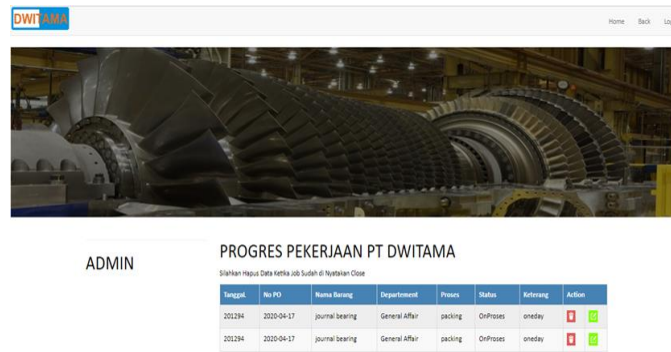 DWITAMA
Home Back Lo
PROGRES PEKERJAAN PT DWITAMA
ADMIN
Silahkan Hapus Data Ketika Job Sudah di Nyatakan Close
Tanggal No PO Nama Barang Departement Proses Status Keterang Action
201294 2020-04-17 journal bearing General Affair packing OnProses oneday
201294 2020-04-17 journal bearing General Affair packing OnProses oneday